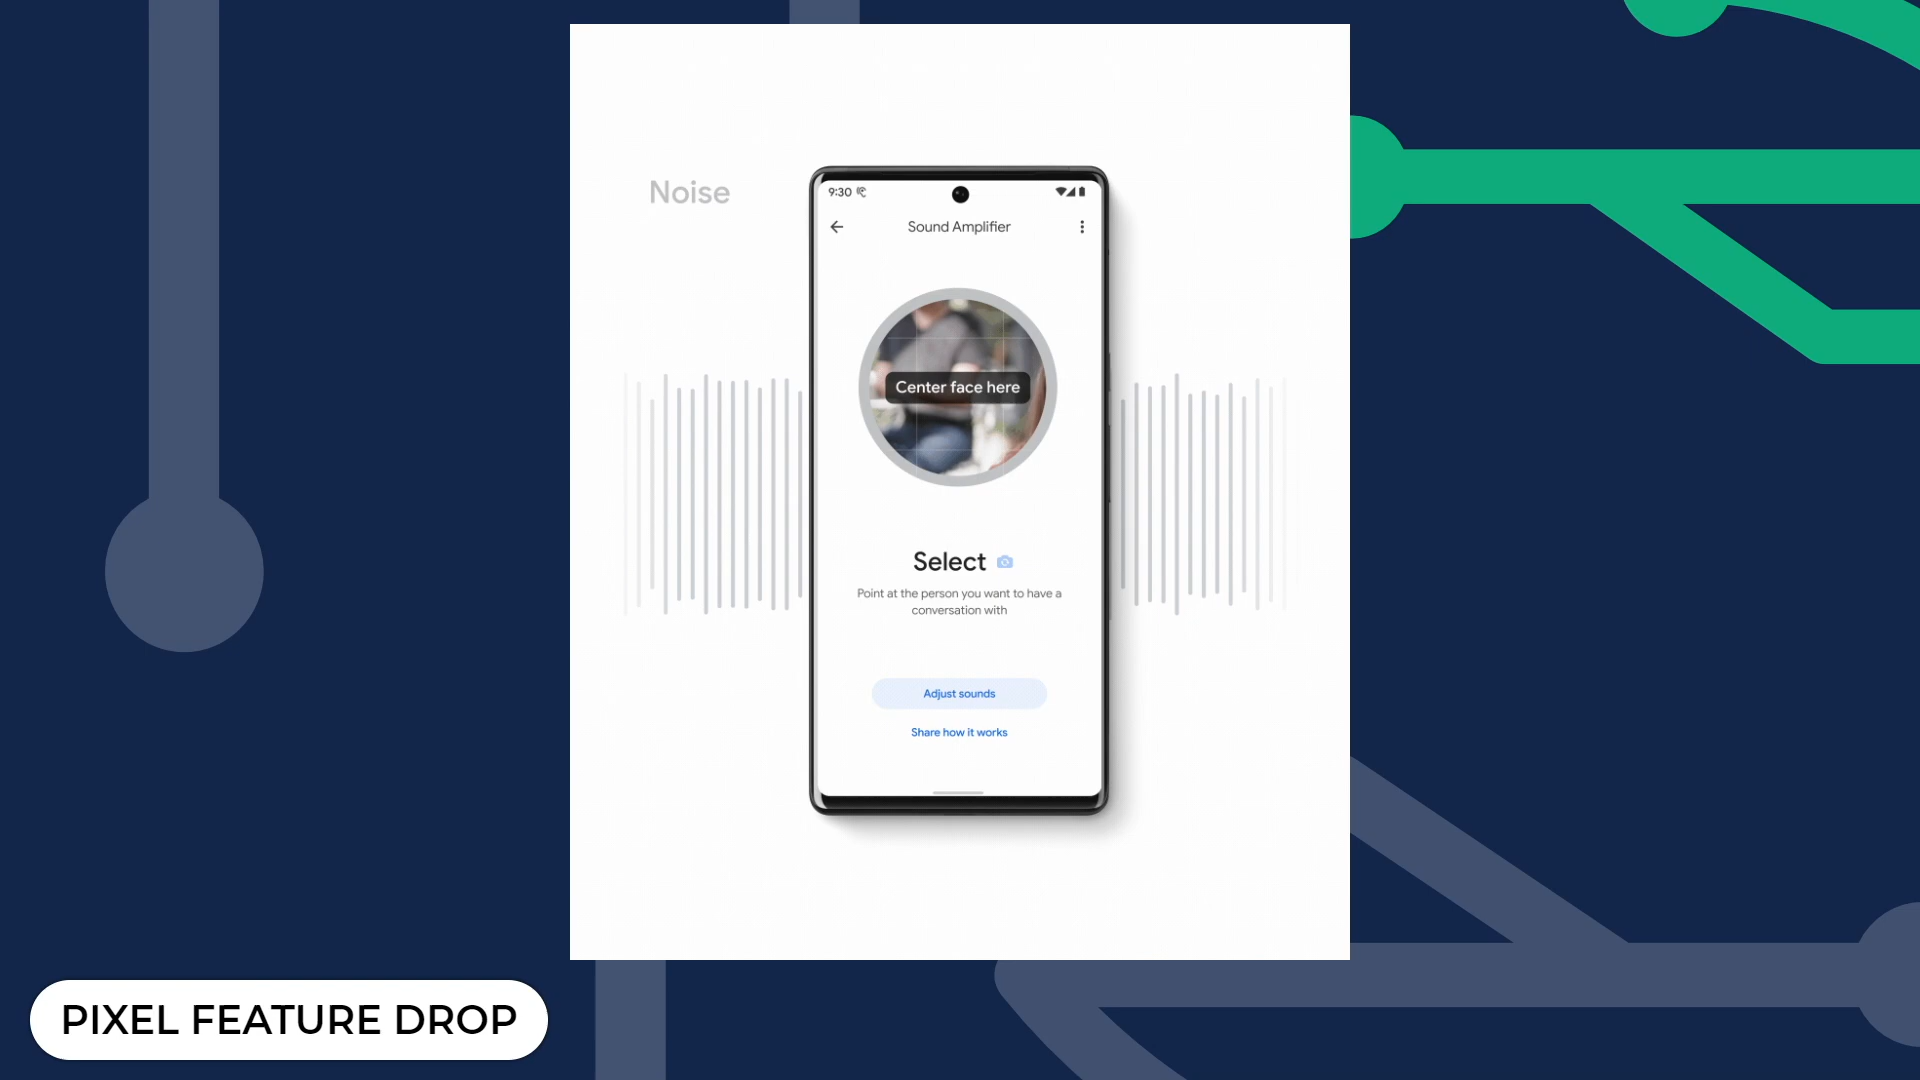 Noise
9:30
Sound Amplifier
Center face here
Select
Point at the person you want to have a
conversation with
Adjust sounds
Share how it works
PIXEL FEATURE DROP